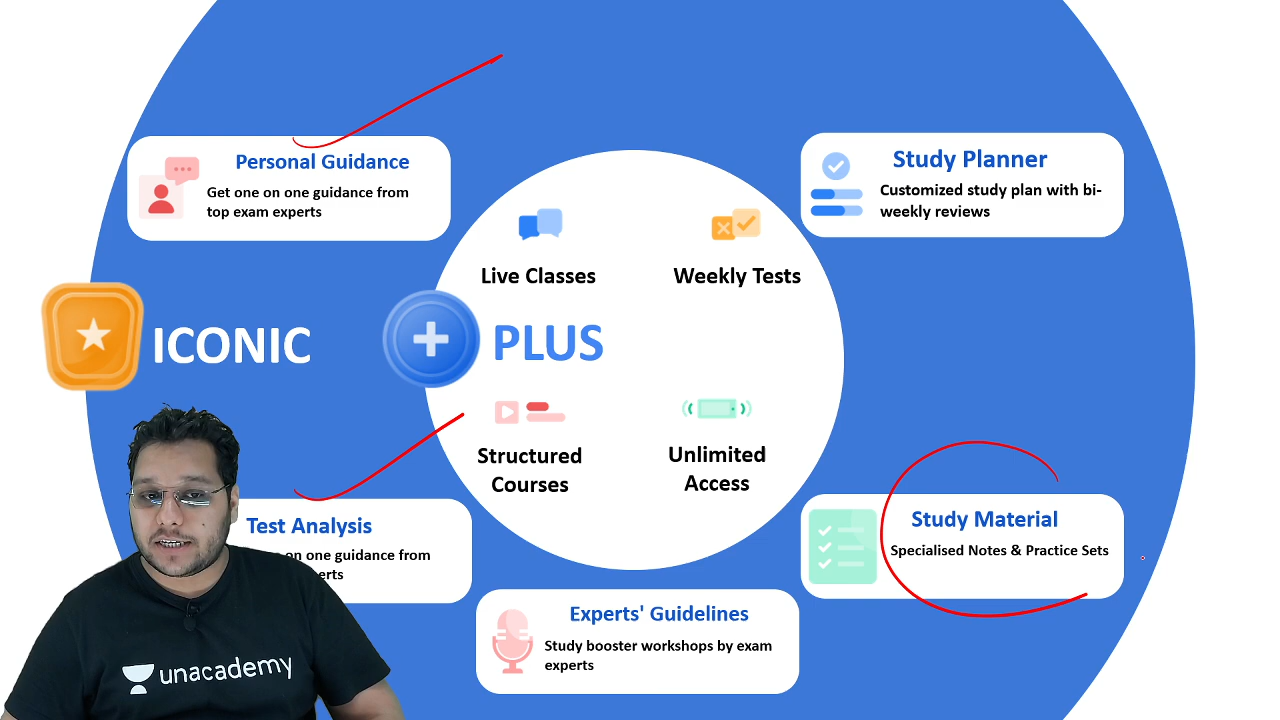 Personal Guidance
Get one on one guidance from
top exam experts
Study Planner
Customized study plan with bi-
weekly reviews
Live Classes
Weekly Tests
ICONIC
PLUS
Structured
Courses
Unlimited
Access
Test Analysis
on one guidance from
Study Material
Specialised Notes & Practice Sets
Experts' Guidelines
Study booster workshops by exam
experts
unacademy